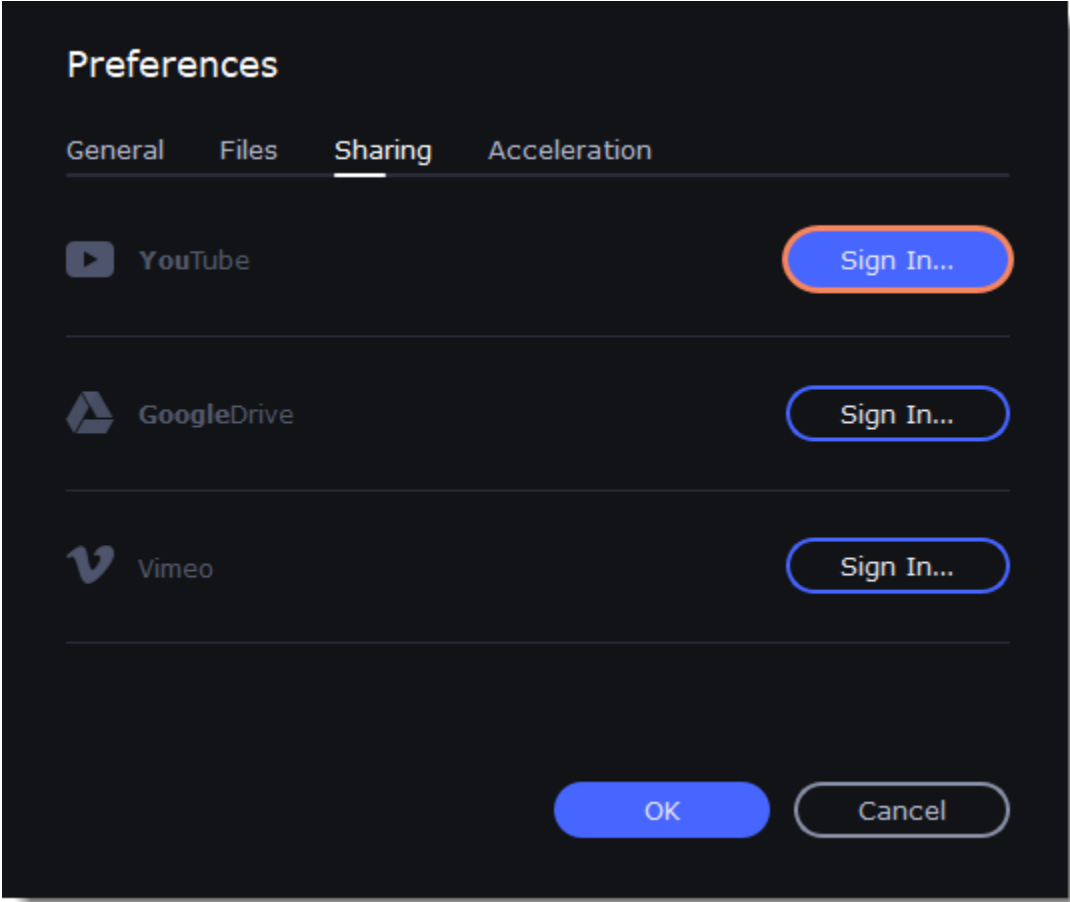 Preferences
General Files Sharing Acceleration
YouTube Sign In...
GoogleDrive Sign In...
Vimeo Sign In...
OK Cancel